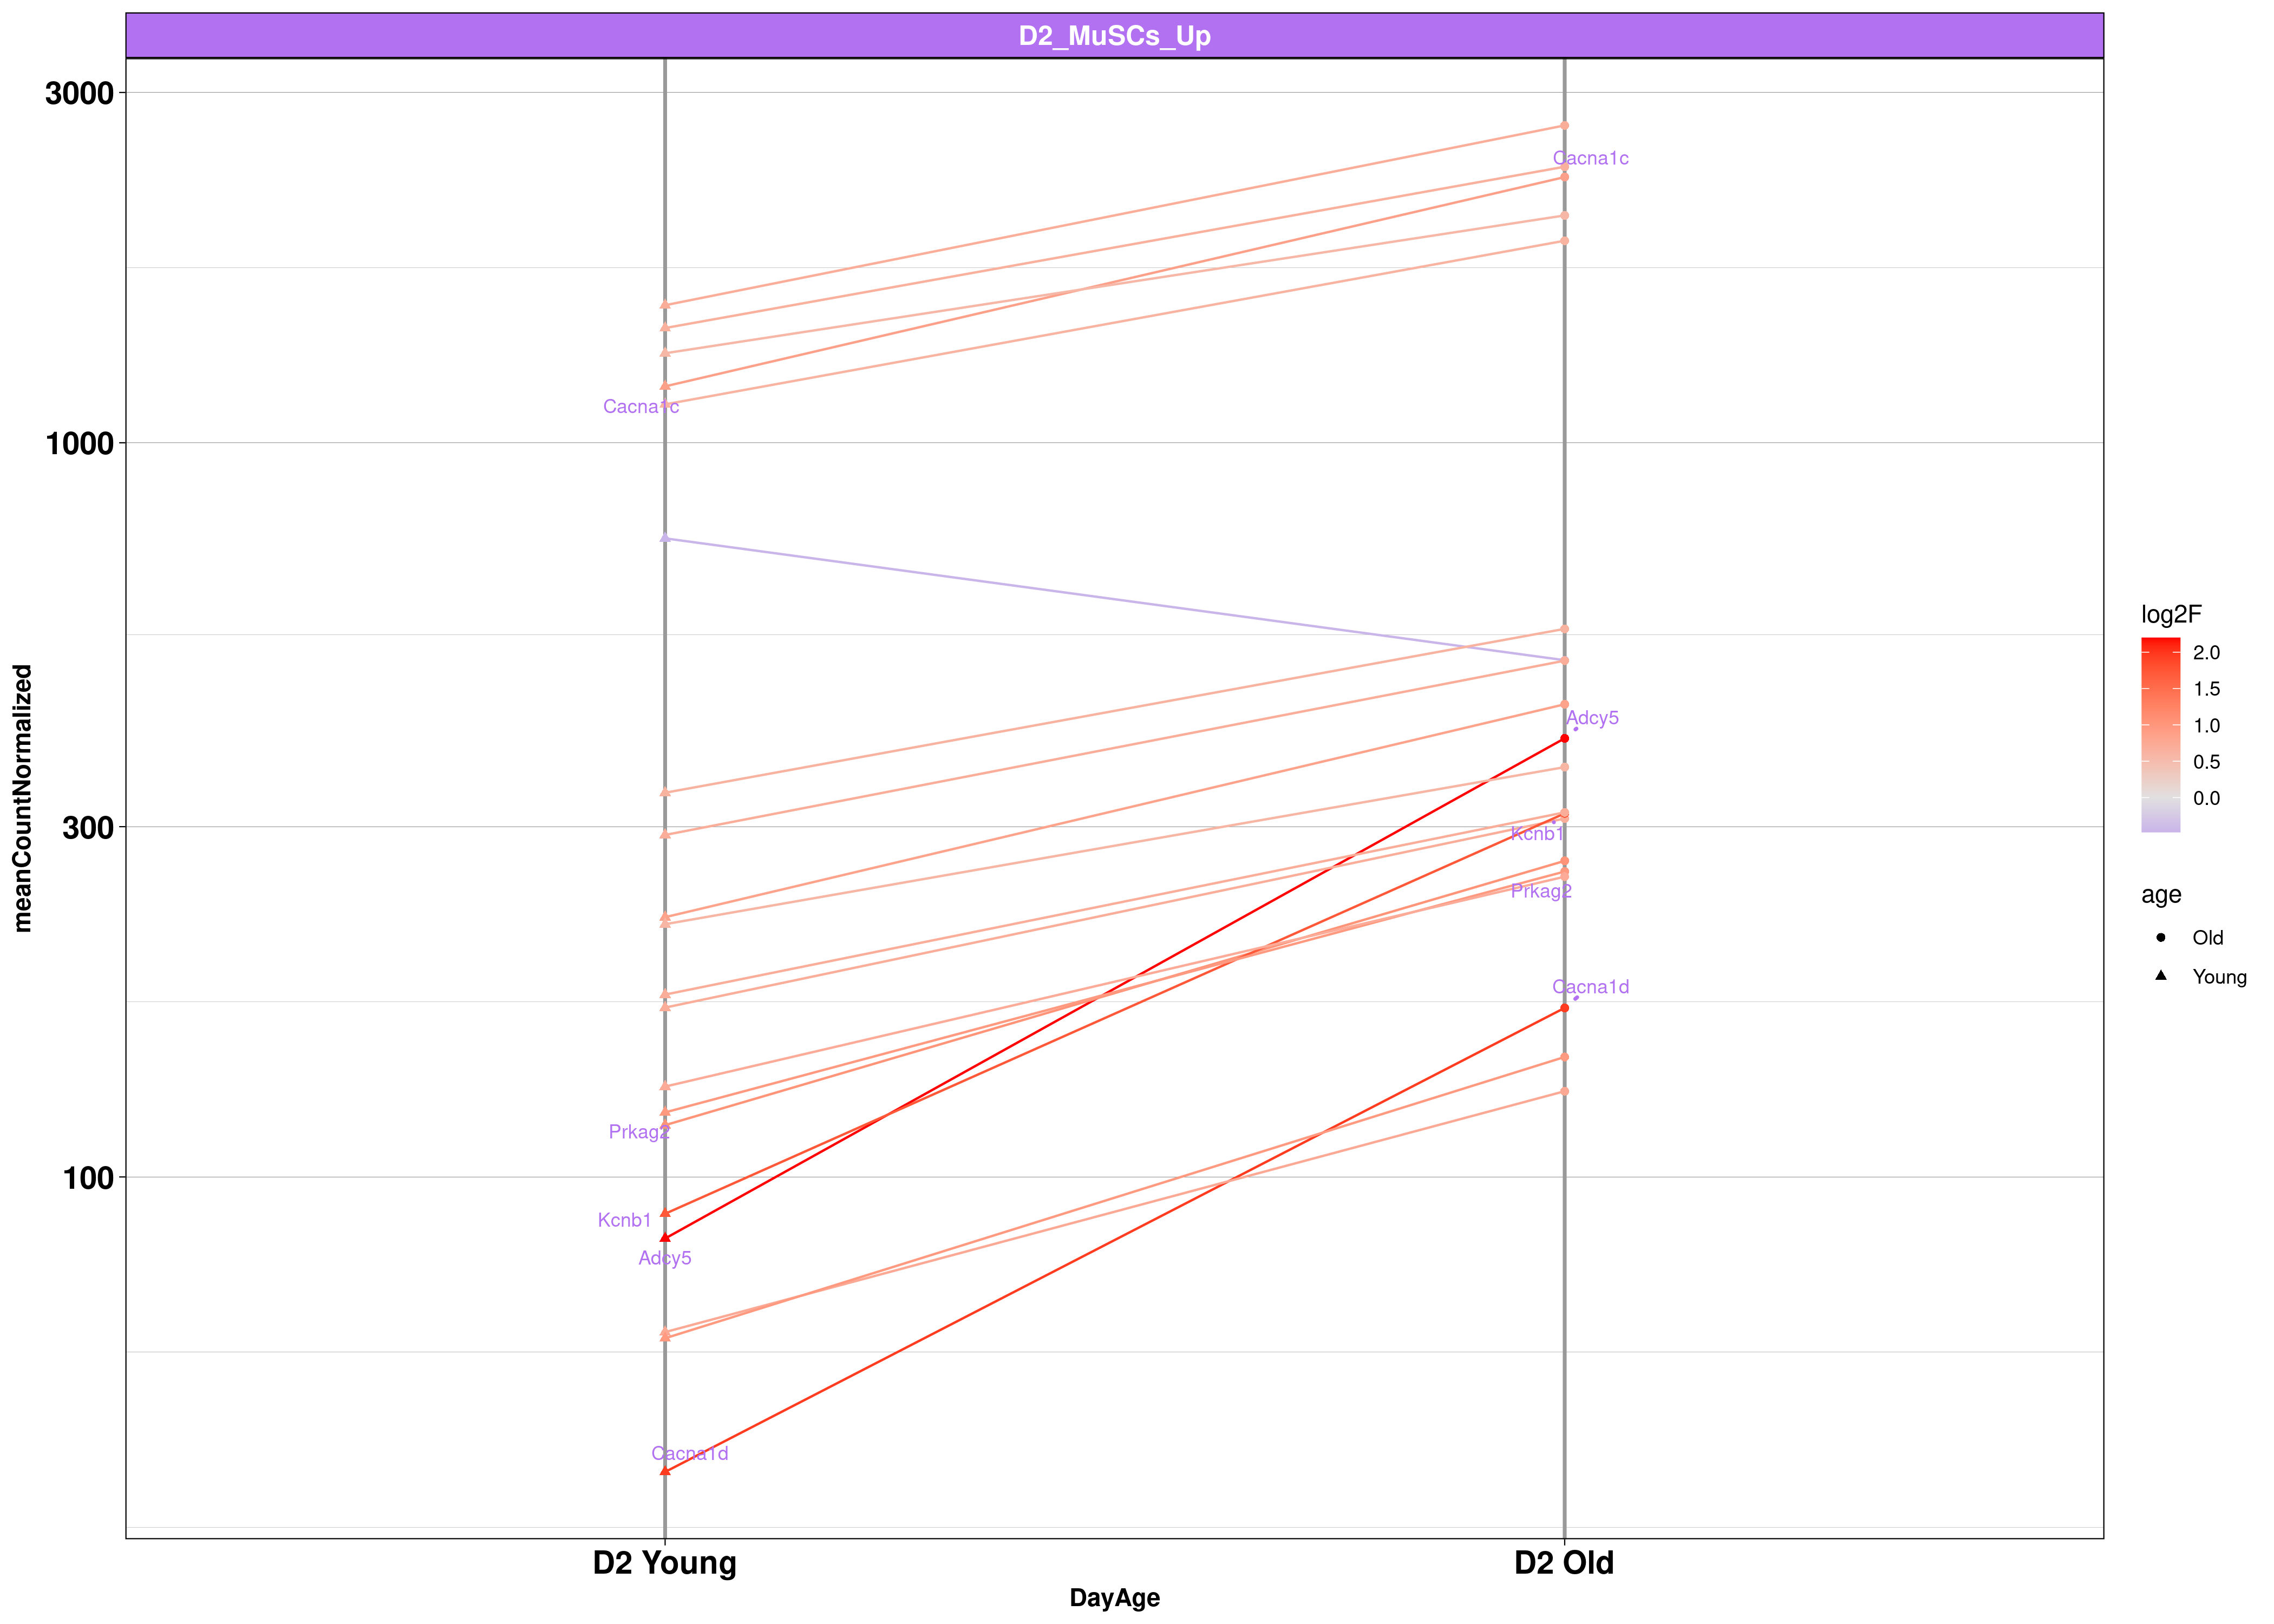 D2_MuSCs_Up
3000
1000
300
100
meanCountNormalized
Cacna1c
Cacna1c
Adcy5
Kcnb1
Prkag2
Cacna1d
Prkag2
Kcnb1
Adcy5
Cacna1d
D2 Young
D2 Old
DayAge
log2F
2.0
1.5
1.0
0.5
0.0
age
Old
Young